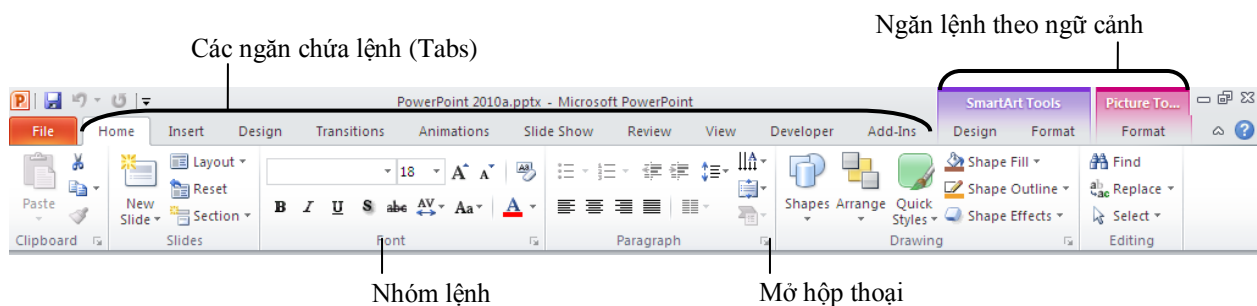 Ngăn lệnh theo ngữ cảnh
Các ngăn chứa lệnh (Tabs)
PowerPoint 2010a.pptx - Microsoft PowerPoint SmartArt Tools Picture To...
File Home Insert Design Transitions Animations Slide Show Review View Developer Add-Ins Design Format Format
Layout 18 Aa Shape Fill Find
Paste New Slide Reset Shapes Arrange Quick Styles Shape Outline Replace
Section B I U S abc AV Aa A Shape Effects Select
Clipboard Slides Font Paragraph Drawing Editing
Nhóm lệnh Mở hộp thoại